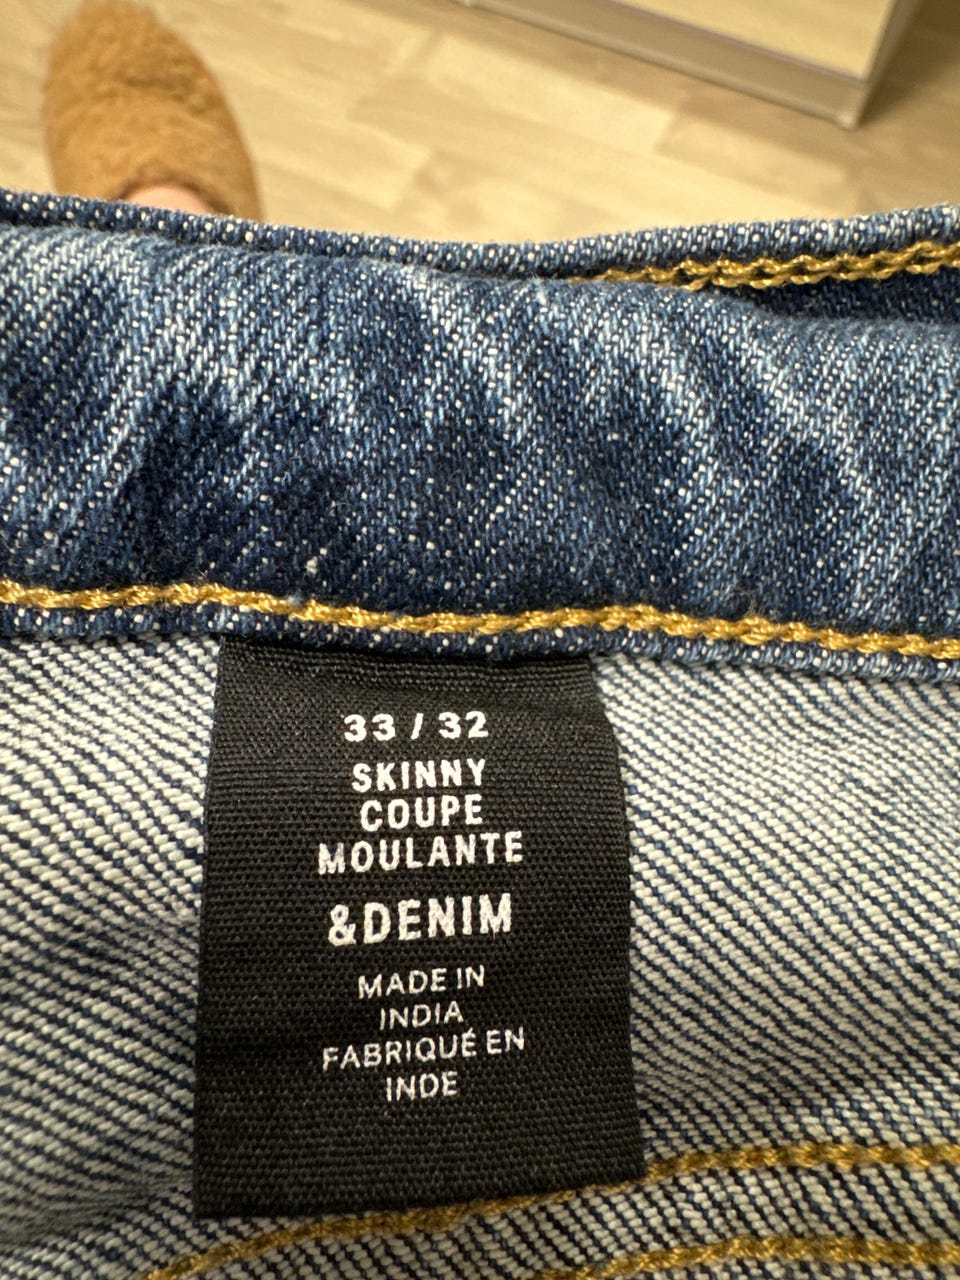 33 / 32
SKINNY
COUPE
MOULANTE
&DENIM
MADE IN
INDIA
FABRIQUÉ EN
INDE